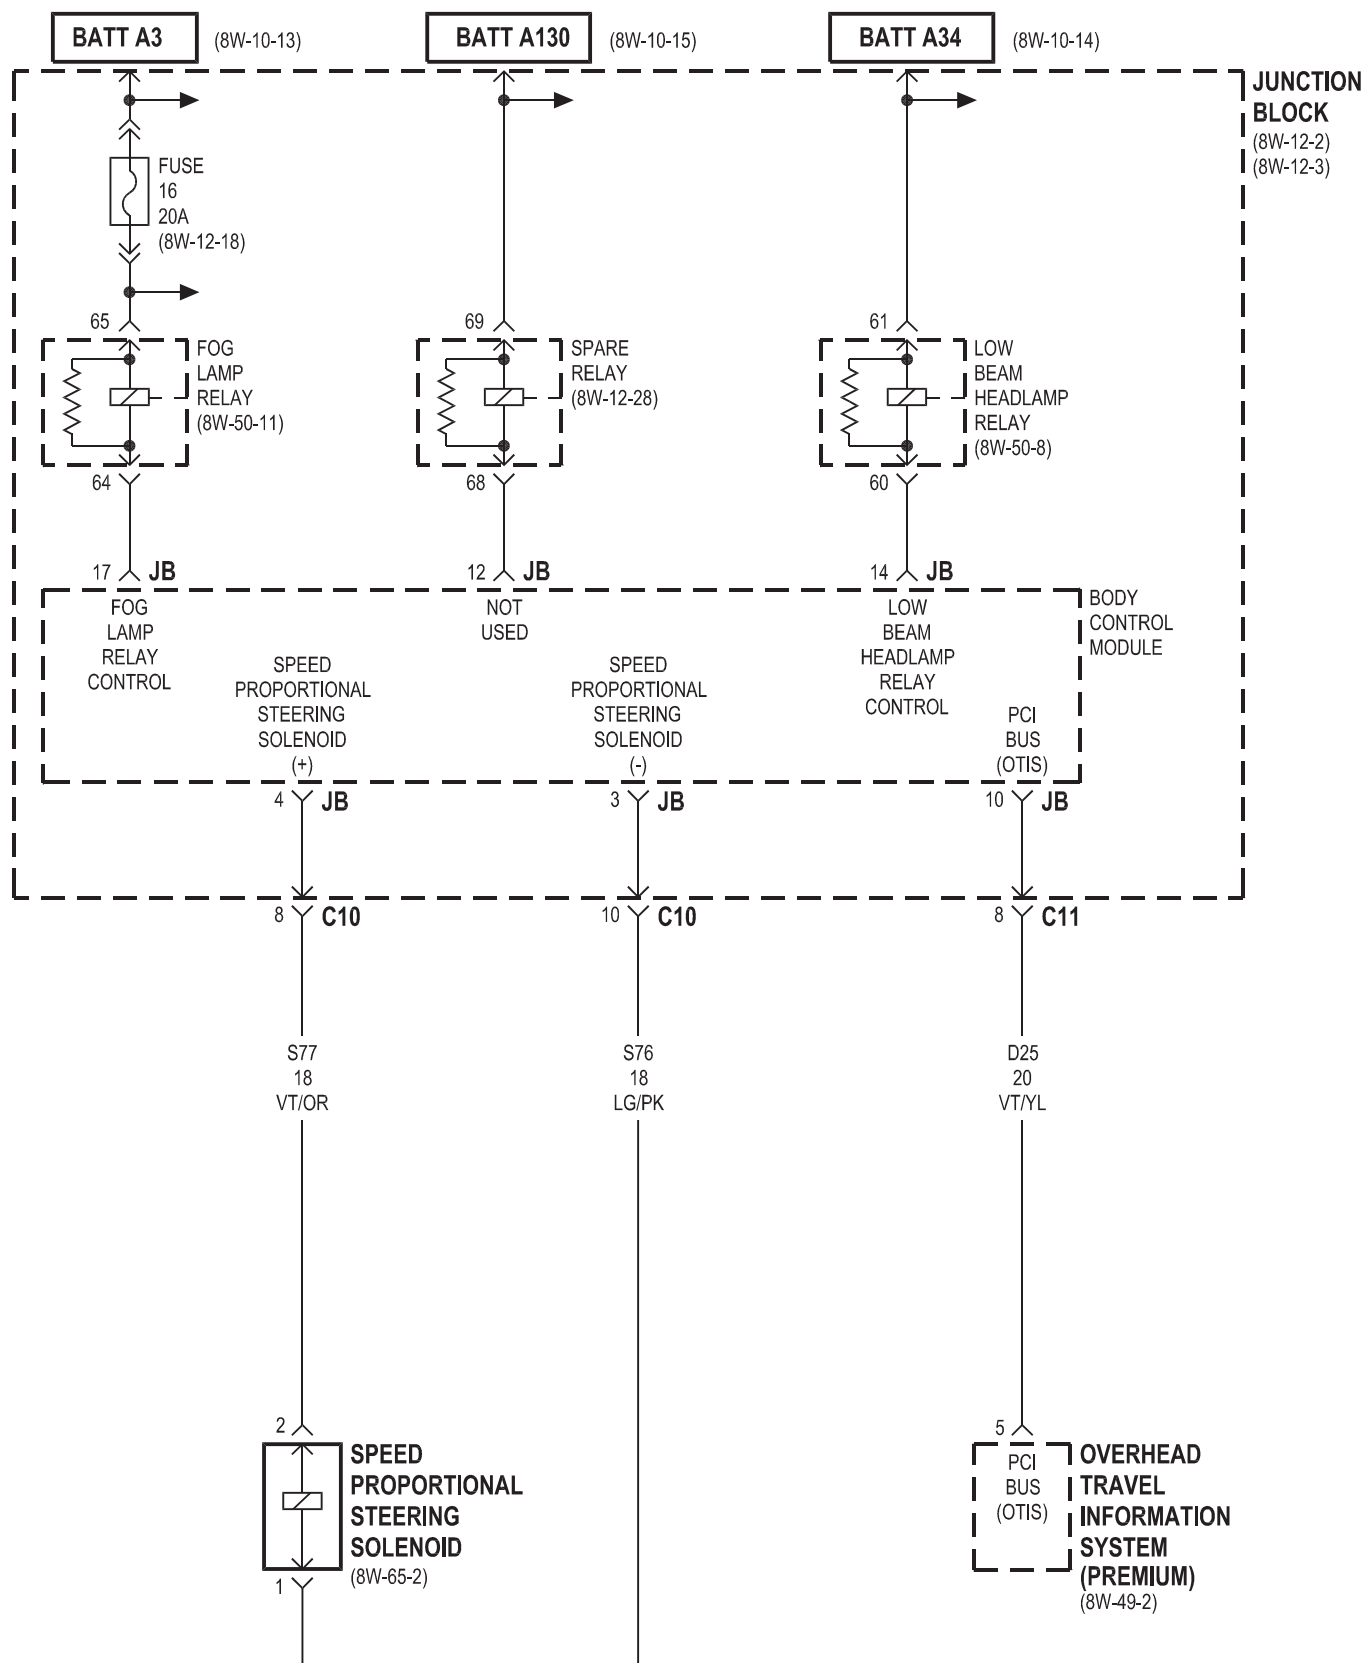 BATT A3 (8W-10-13)
BATT A130 (8W-10-15)
BATT A34 (8W-10-14)
JUNCTION
BLOCK
(8W-12-2)
(8W-12-3)
FUSE
16
20A
(8W-12-18)
65
FOG
LAMP
RELAY
(8W-50-11)
64
69
SPARE
RELAY
(8W-12-28)
68
61
LOW
BEAM
HEADLAMP
RELAY
(8W-50-8)
60
17 JB
12 JB
14 JB
BODY
CONTROL
MODULE
FOG
LAMP
RELAY
CONTROL
SPEED
PROPORTIONAL
STEERING
SOLENOID
(+)
NOT
USED
SPEED
PROPORTIONAL
STEERING
SOLENOID
(-)
LOW
BEAM
HEADLAMP
RELAY
CONTROL
PCI
BUS
(OTIS)
4 JB
3 JB
10 JB
8 C10
10 C10
8 C11
S77
18
VT/OR
S76
18
LG/PK
D25
20
VT/YL
2
SPEED
PROPORTIONAL
STEERING
SOLENOID
(8W-65-2)
1
5
PCI
BUS
(OTIS)
OVERHEAD
TRAVEL
INFORMATION
SYSTEM
(PREMIUM)
(8W-49-2)